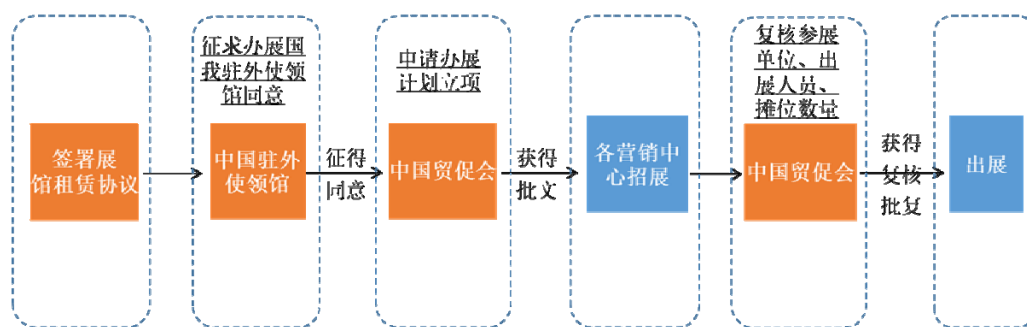 签署展
馆租赁协议
征求办展国
我驻外使领
馆同意
中国驻外
使领馆
征得
同意
申请办展
计划立项
中国贸促会
获得
批文
各营销中
心招展
复核参展
单位、出
展人员、
摊位数量
中国贸促会
获得
复核
批复
出展